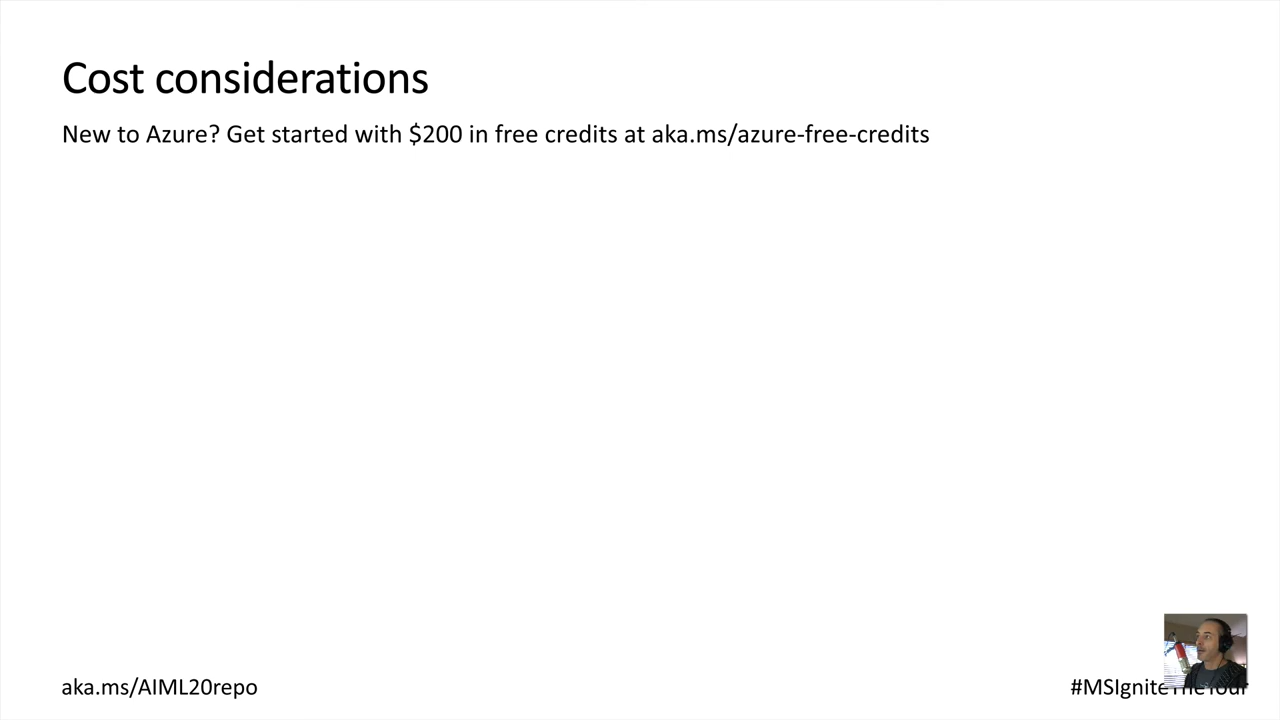 Cost considerations
New to Azure? Get started with $200 in free credits at aka.ms/azure-free-credits
aka.ms/AIML20repo
#MSIgniteTheTour